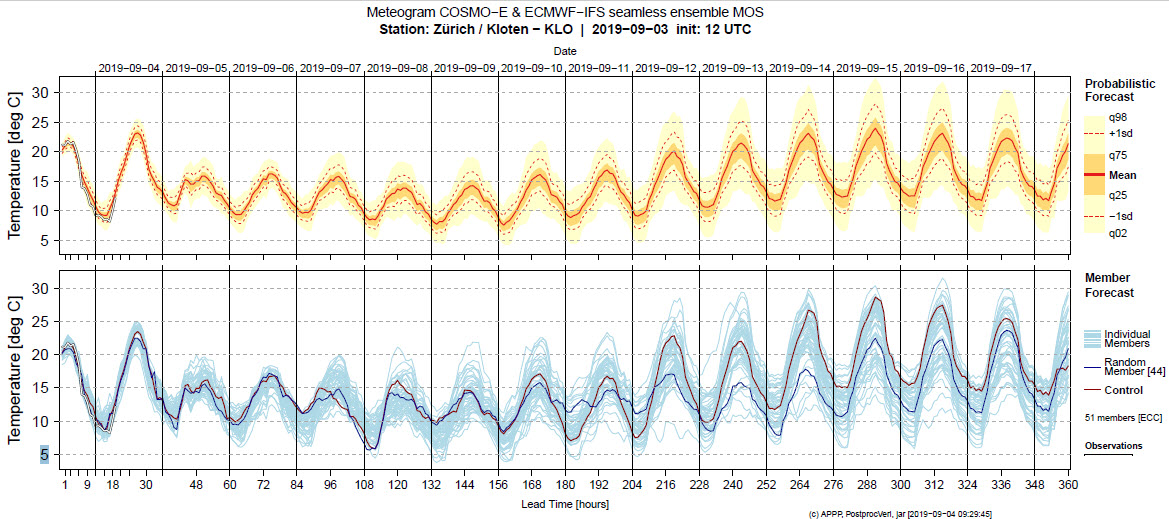 Meteogram COSMO−E & ECMWF−IFS seamless ensemble MOS
Station: Zürich / Kloten − KLO | 2019−09−03 init: 12 UTC
Date
2019−09−04 2019−09−05 2019−09−06 2019−09−07 2019−09−08 2019−09−09 2019−09−10 2019−09−11 2019−09−12 2019−09−13 2019−09−14 2019−09−15 2019−09−16 2019−09−17
Temperature [deg C]
30
25
20
15
10
5
Probabilistic
Forecast
q98
+1sd
q75
Mean
q25
−1sd
q02
Temperature [deg C]
30
25
20
15
10
5
Member
Forecast
Individual
Members
Random
Member [44]
Control
51 members [ECC]
Observations
1 9 18 30 48 60 72 84 96 108 120 132 144 156 168 180 192 204 216 228 240 252 264 276 288 300 312 324 336 348 360
Lead Time [hours]
(c) APPP, PostprocVeri, jar [2019−09−04 09:29:45]